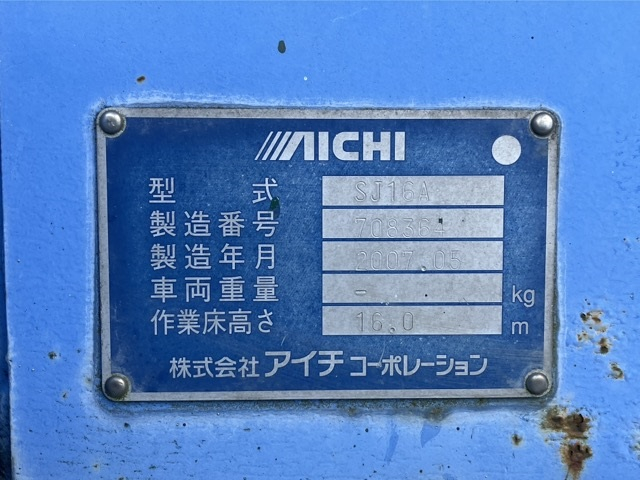 AICHI
型 式 SJ16A
製造番号 708364
製造年月 2007.05
車両重量 - kg
作業床高さ 16.0 m
株式会社 アイチ コーポレーション